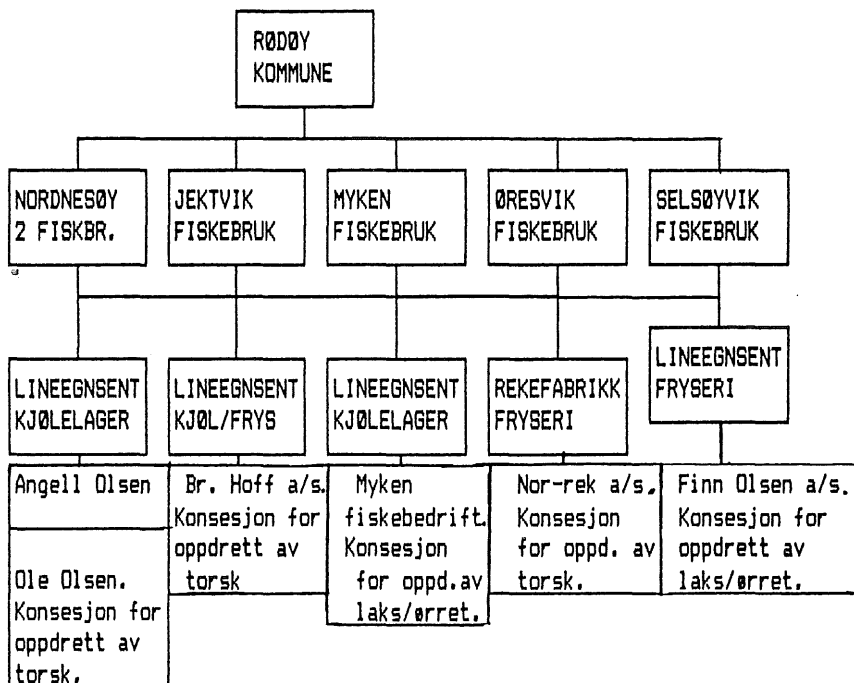 RØDØY
KOMMUNE
NORDNESØY
2 FISKBR.
JEKTVIK
FISKEBRUK
MYKEN
FISKEBRUK
ØRESVIK
FISKEBRUK
SELSØYVIK
FISKEBRUK
LINEEGNSENT
KJØLELAGER
LINEEGNSENT
KJØL/FRYS
LINEEGNSENT
KJØLELAGER
REKEFABRIKK
FRYSERI
LINEEGNSENT
FRYSERI
Angell Olsen
Ole Olsen.
Konsesjon for
oppdrett av
torsk.
Br. Hoff a/s.
Konsesjon for
oppdrett av
torsk
Myken
fiskebedrift.
Konsesjon
for oppd.av
laks/ørret.
Nor-rek a/s.
Konsesjon
for oppd. av
torsk.
Finn Olsen a/s.
Konsesjon for
oppdrett av
laks/ørret.